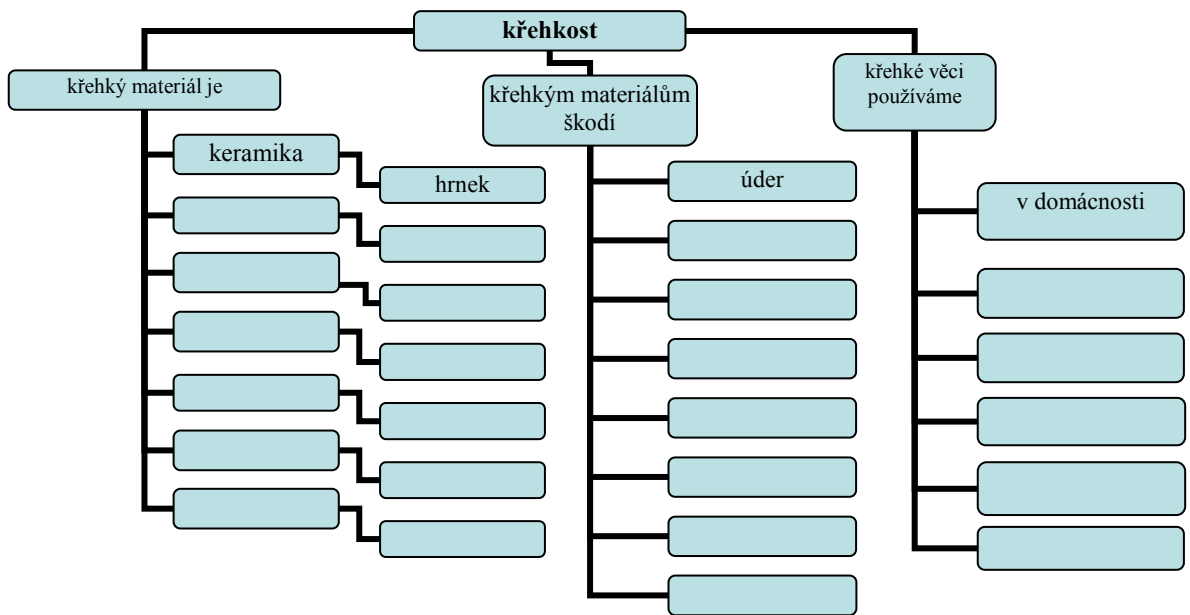 křehkost
křehký materiál je
křehkým materiálům
škodí
křehké věci
používáme
keramika
hrnek
úder
v domácnosti